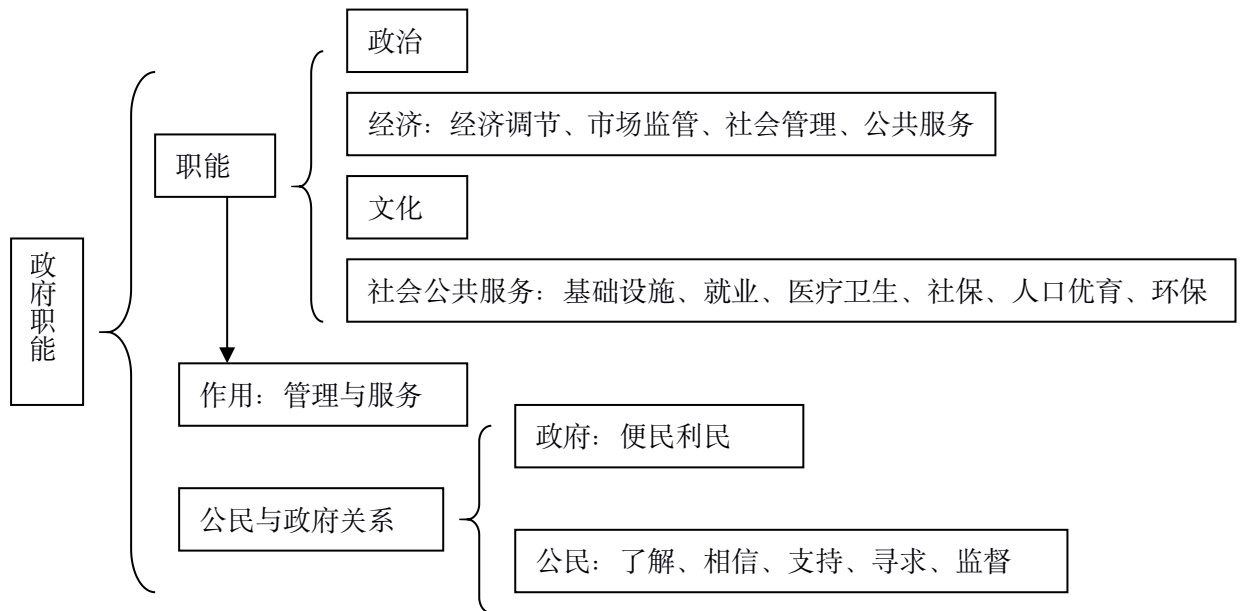 政治
经济：经济调节、市场监管、社会管理、公共服务
职能
文化
政府职能
社会公共服务：基础设施、就业、医疗卫生、社保、人口优育、环保
作用：管理与服务
政府：便民利民
公民与政府关系
公民：了解、相信、支持、寻求、监督